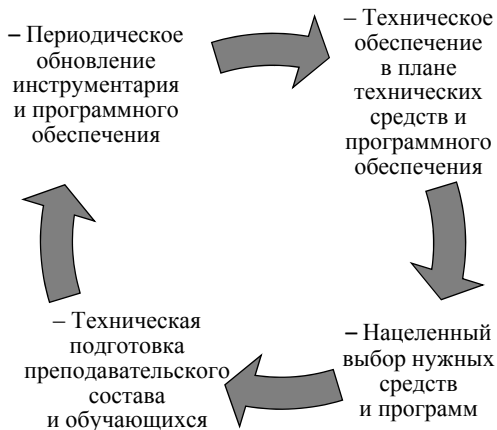 – Периодическое
обновление
инструментария
и программного
обеспечения
– Техническое
обеспечение
в плане
технических
средств и
программного
обеспечения
– Нацеленный
выбор нужных
средств
и программ
– Техническая
подготовка
преподавательского
состава
и обучающихся